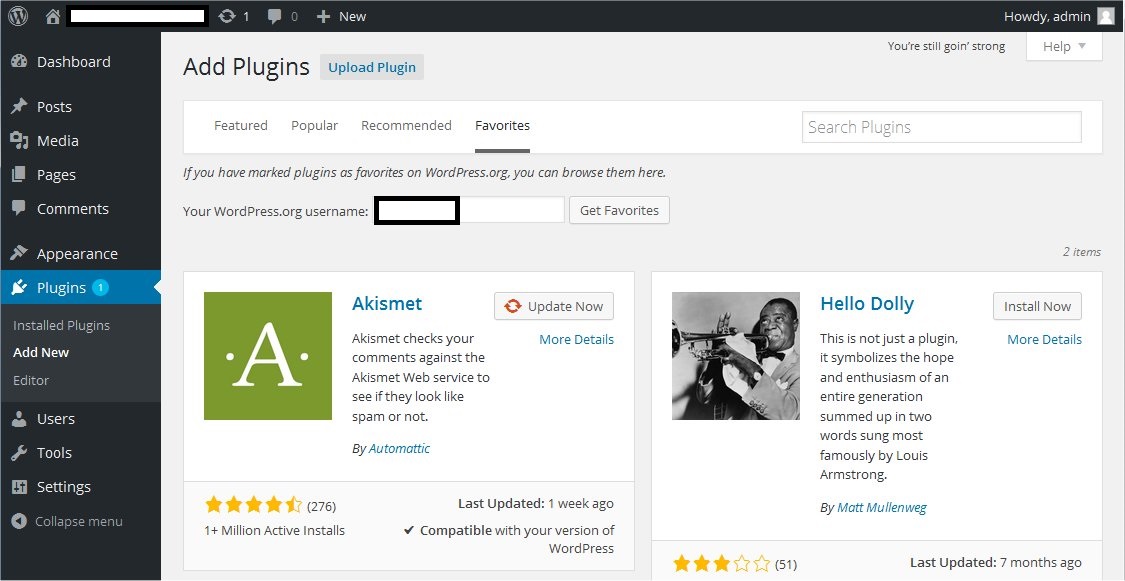 1
0
New
Howdy, admin
Dashboard
Posts
Media
Pages
Comments
Appearance
Plugins 1
Installed Plugins
Add New
Editor
Users
Tools
Settings
Collapse menu
You're still goin' strong
Help
Add Plugins
Upload Plugin
Featured
Popular
Recommended
Favorites
Search Plugins
If you have marked plugins as favorites on WordPress.org, you can browse them here.
Your WordPress.org username:
Get Favorites
2 items
A
Akismet
Update Now
More Details
Akismet checks your
comments against the
Akismet Web service to
see if they look like
spam or not.
By Automattic
(276)
Last Updated: 1 week ago
1+ Million Active Installs
Compatible with your version of
WordPress
Hello Dolly
Install Now
More Details
This is not just a plugin,
it symbolizes the hope
and enthusiasm of an
entire generation
summed up in two
words sung most
famously by Louis
Armstrong.
By Matt Mullenweg
(51)
Last Updated: 7 months ago